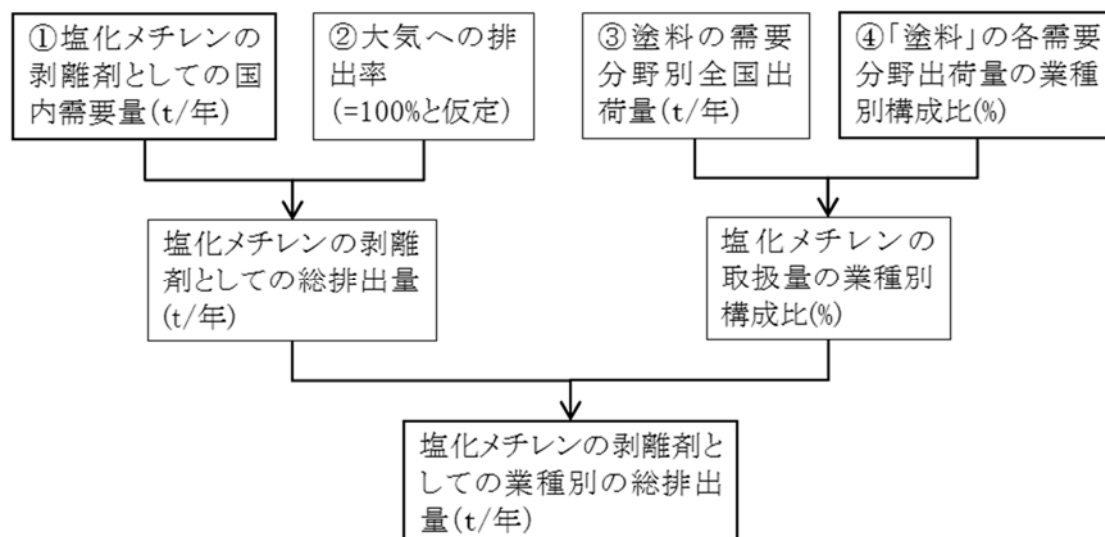 ①塩化メチレンの
剥離剤としての国
内需要量(t/年)
②大気への排
出率
(=100%と仮定)
③塗料の需要
分野別全国出
荷量(t/年)
④「塗料」の各需要
分野出荷量の業種
別構成比(%)
塩化メチレンの剥離
剤としての総排出量
(t/年)
塩化メチレンの
取扱量の業種別
構成比(%)
塩化メチレンの剥離剤と
しての業種別の総排出
量(t/年)